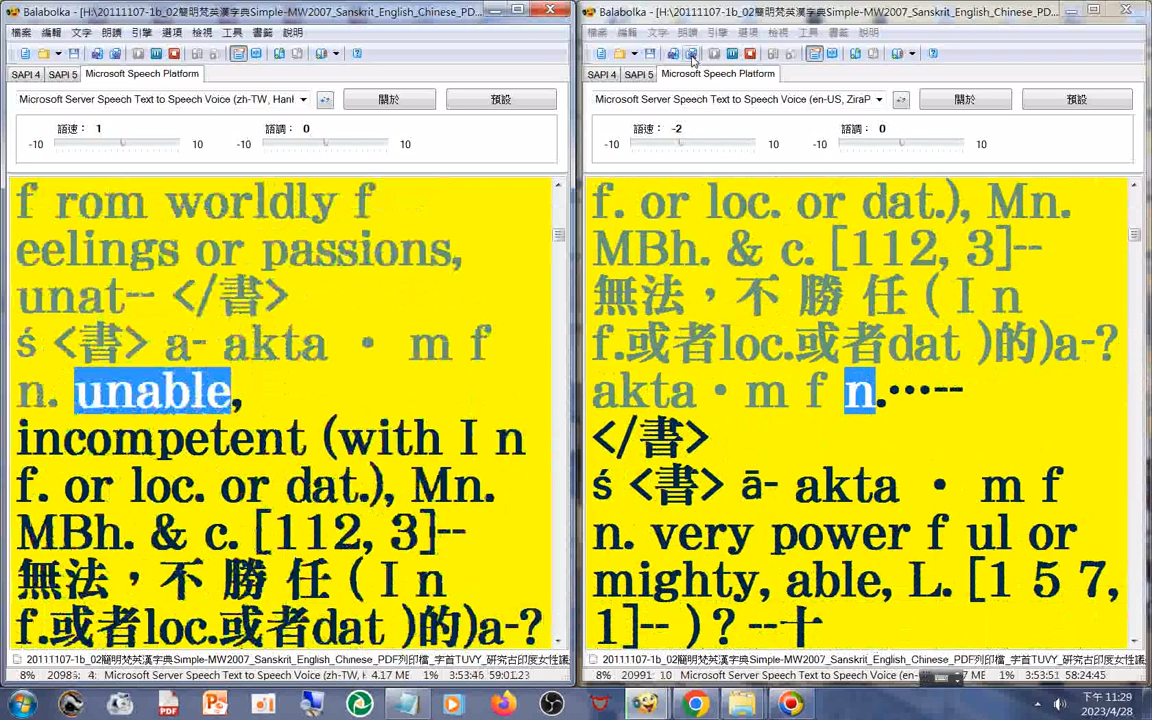 Balabolka - [H:\20111107-1b_02簡明梵英漢字典Simple-MW2007_Sanskrit_English_Chinese_PD...
檔案 編輯 文字 朗讀 引擎 選項 檢視 工具 書籤 說明
SAPI 4 SAPI 5 Microsoft Speech Platform
Microsoft Server Speech Text to Speech Voice (zh-TW, HanH
關於 預設
語速： 1 語調： 0
-10 10 -10 10
f rom worldly f
eelings or passions,
unat-- </書>
ś <書> a- akta • m f
n. unable,
incompetent (with I n
f. or loc. or dat.), Mn.
MBh. & c. [112, 3]--
無法，不 勝 任 ( I n
f.或者loc.或者dat )的)a-?
20111107-1b_02簡明梵英漢字典Simple-MW2007_Sanskrit_English_Chinese_PDF列印檔_字首TUVY_研究古印度女性議
8% 20985: 4: Microsoft Server Speech Text to Speech Voice (zh-TW, H 4.17 ME 1% 3:53:46 59:01:23
Balabolka - [H:\20111107-1b_02簡明梵英漢字典Simple-MW2007_Sanskrit_English_Chinese_PD...
檔案 編輯 文字 朗讀 引擎 選項 檢視 工具 書籤 說明
SAPI 4 SAPI 5 Microsoft Speech Platform
Microsoft Server Speech Text to Speech Voice (en-US, ZiraP
關於 預設
語速： -2 語調： 0
-10 10 -10 10
f. or loc. or dat.), Mn.
MBh. & c. [112, 3]--
無法，不 勝 任 ( I n
f.或者loc.或者dat )的)a-?
akta • m f n.…--
</書>
ś <書> ā- akta • m f
n. very power f ul or
mighty, able, L. [1 5 7,
1]-- )？--十
20111107-1b_02簡明梵英漢字典Simple-MW2007_Sanskrit_English_Chinese_PDF列印檔_字首TUVY_研究古印度女性議
8% 20991: 10 Microsoft Server Speech Text to Speech Voice 1% 3:53:51 58:24:45
下午 11:29
2023/4/28